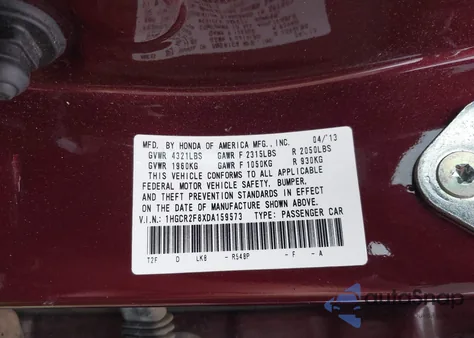 MFD. BY HONDA OF AMERICA MFG., INC. 04/13
GVWR 4321LBS GAWR F 2315LBS R 2050LBS
GVWR 1960KG GAWR F 1050KG R 930KG
THIS VEHICLE CONFORMS TO ALL APPLICABLE
FEDERAL MOTOR VEHICLE SAFETY, BUMPER,
AND THEFT PREVENTION STANDARDS IN EFFECT
ON THE DATE OF MANUFACTURE SHOWN ABOVE.
V.I.N.: 1HGCR2F8XDA159573 TYPE: PASSENGER CAR
T2F D LKB - R548P - F - A
autoSnap